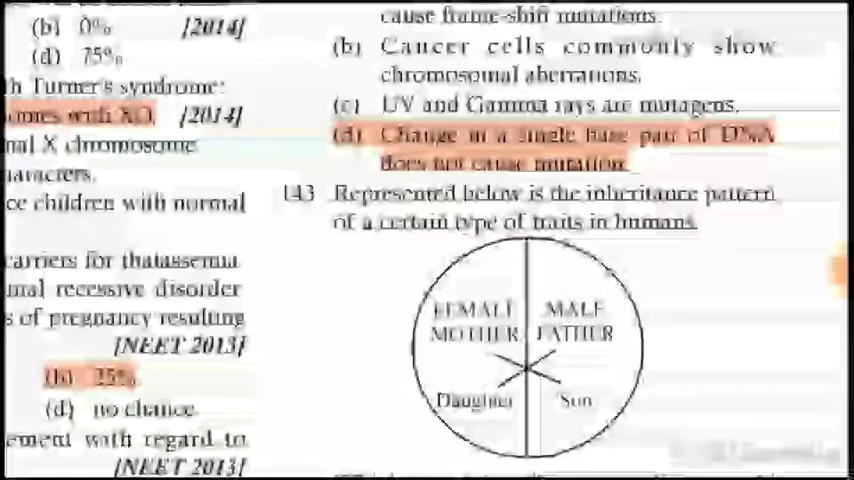 (b) 0% [2014]
(d) 75%
h Turner's syndrome:
omes with XO. [2014]
nal X chromosome
haracters.
ce children with normal
carriers for thalassemia
mal recessive disorder
s of pregnancy resulting
[NEET 2013]
(b) 25%
(d) no chance
ement with regard to
[NEET 2013]
cause frame-shift mutations.
(b) Cancer cells commonly show
chromosomal aberrations.
(c) UV and Gamma rays are mutagens.
(d) Change in a single base pair of DNA
does not cause mutation.
143 Represented below is the inheritance pattern
of a certain type of traits in humans.
FEMALE MALE
MOTHER FATHER
Daughter Son